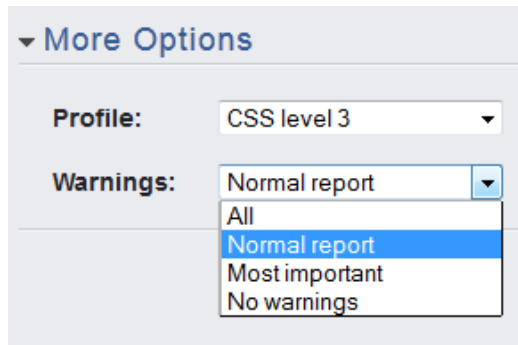 More Options
Profile: CSS level 3
Warnings: Normal report
All
Normal report
Most important
No warnings